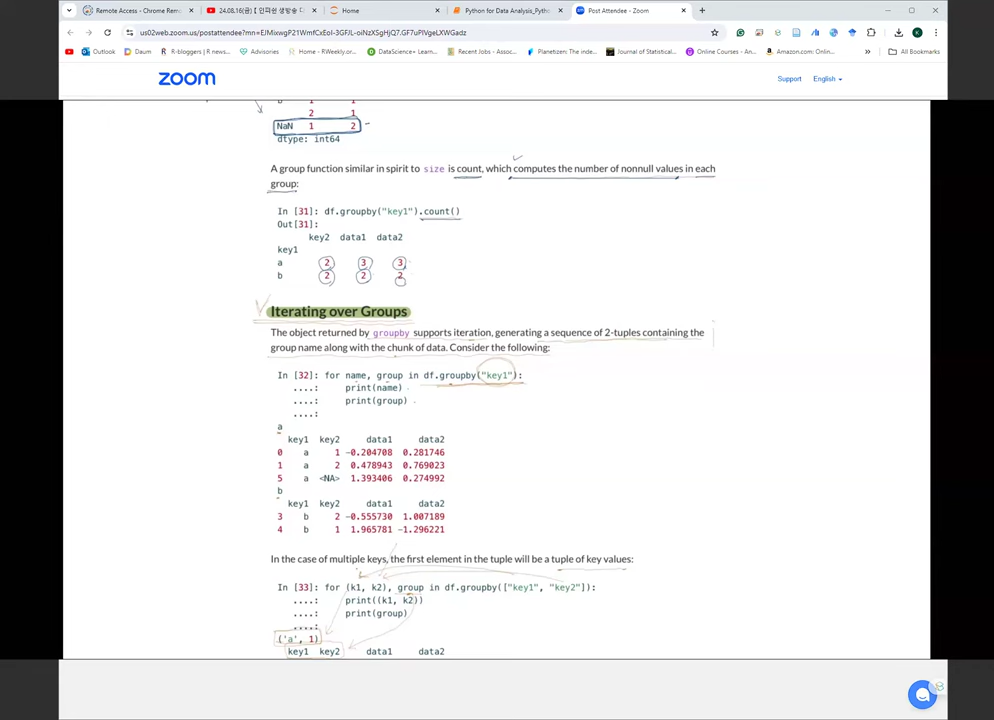 Remote Access - Chrome Remo
24.08.16(금)
Home
Python for Data Analysis_Pytho
Post Attendee - Zoom
us02web.zoom.us/postattendee?mn=EJMixwgP21WmfCxEoI-3GFJL-oiNzXSgHjQ7.GF7uPIVgeLXWGadz
Outlook
Daum
R-bloggers | R news...
Advisories
Home - RWeekly.or...
DataScience+ Learn...
Recent Jobs - Assoc...
Planetizen: The inde...
Journal of Statistical...
Online Courses - An...
Amazon.com: Onlin...
All Bookmarks
zoom
Support
English
1 1
2 1
NaN 1 2
dtype: int64
A group function similar in spirit to size is count, which computes the number of nonnull values in each
group:
In [31]: df.groupby("key1").count()
Out[31]:
key2 data1 data2
key1
a 2 3 3
b 2 2 2
Iterating over Groups
The object returned by groupby supports iteration, generating a sequence of 2-tuples containing the
group name along with the chunk of data. Consider the following:
In [32]: for name, group in df.groupby("key1"):
....: print(name)
....: print(group)
....:
a
key1 key2 data1 data2
0 a 1 -0.204708 0.281746
1 a 2 0.478943 0.769023
5 a <NA> 1.393406 0.274992
b
key1 key2 data1 data2
3 b 2 -0.555730 1.007189
4 b 1 1.965781 -1.296221
In the case of multiple keys, the first element in the tuple will be a tuple of key values:
In [33]: for (k1, k2), group in df.groupby(["key1", "key2"]):
....: print((k1, k2))
....: print(group)
....:
('a', 1)
key1 key2 data1 data2